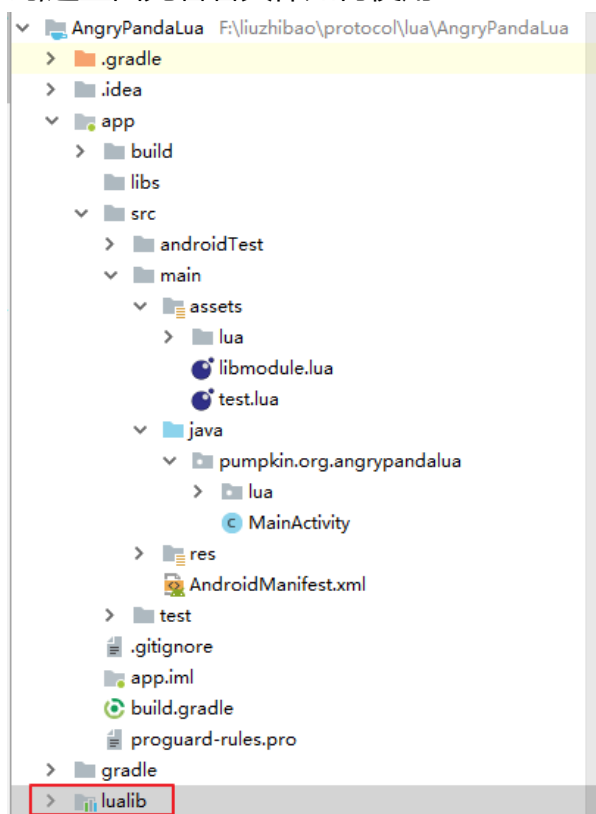 AngryPandaLua F:\liuzhibao\protocol\lua\AngryPandaLua
.gradle
.idea
app
build
libs
src
androidTest
main
assets
lua
libmodule.lua
test.lua
java
pumpkin.org.angrypandalua
lua
MainActivity
res
AndroidManifest.xml
test
.gitignore
app.iml
build.gradle
proguard-rules.pro
gradle
lualib